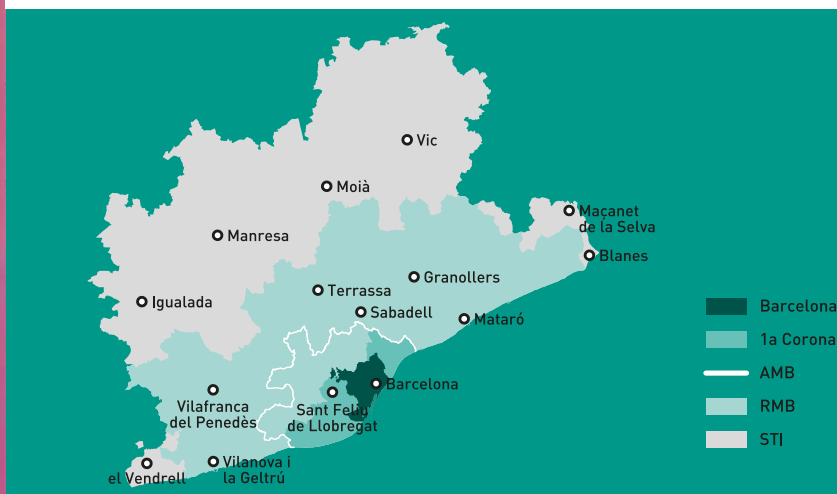 Vic
Moià
Maçanet
de la Selva
Manresa
Blanes
Granollers
Terrassa
Igualada
Sabadell
Mataró
Barcelona
Vilafranca
del Penedès
Sant Feliu
de Llobregat
Vilanova i
la Geltrú
el Vendrell
Barcelona
1a Corona
AMB
RMB
STI